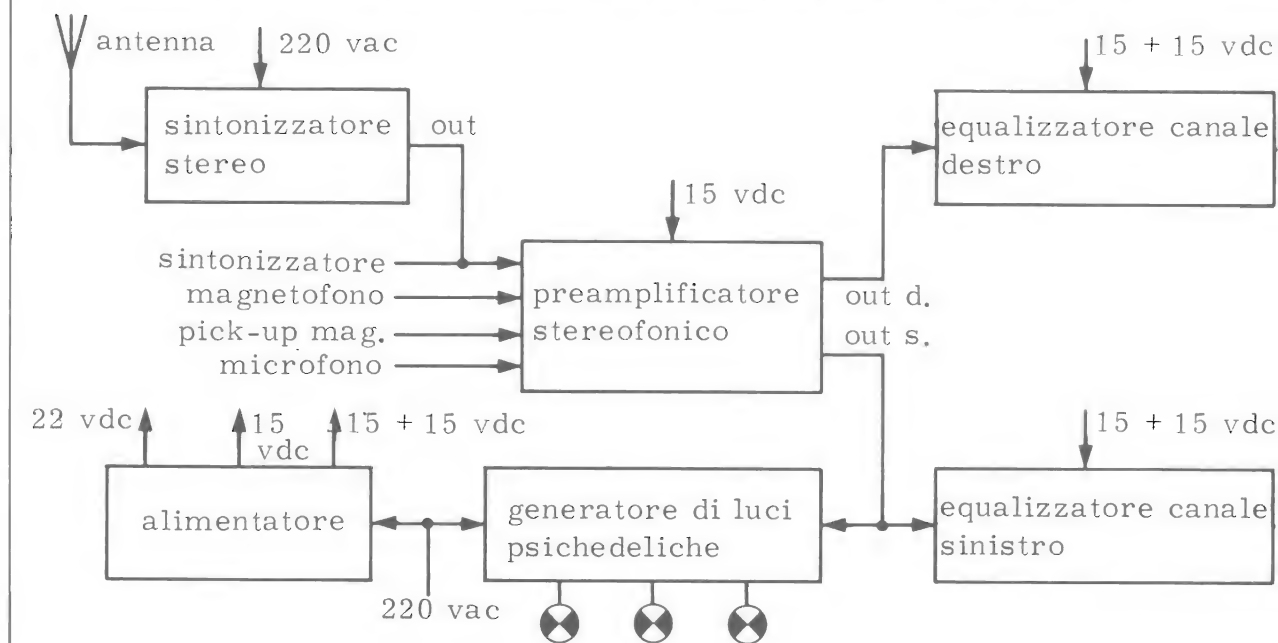 antenna
220 vac
15 + 15 vdc
sintonizzatore
stereo
out
equalizzatore canale
destro
15 vdc
sintonizzatore
magnetofono
pick-up mag.
microfono
preamplificatore
stereofonico
out d.
out s.
22 vdc
15
vdc
15 + 15 vdc
15 + 15 vdc
alimentatore
generatore di luci
psichedeliche
equalizzatore canale
sinistro
220 vac